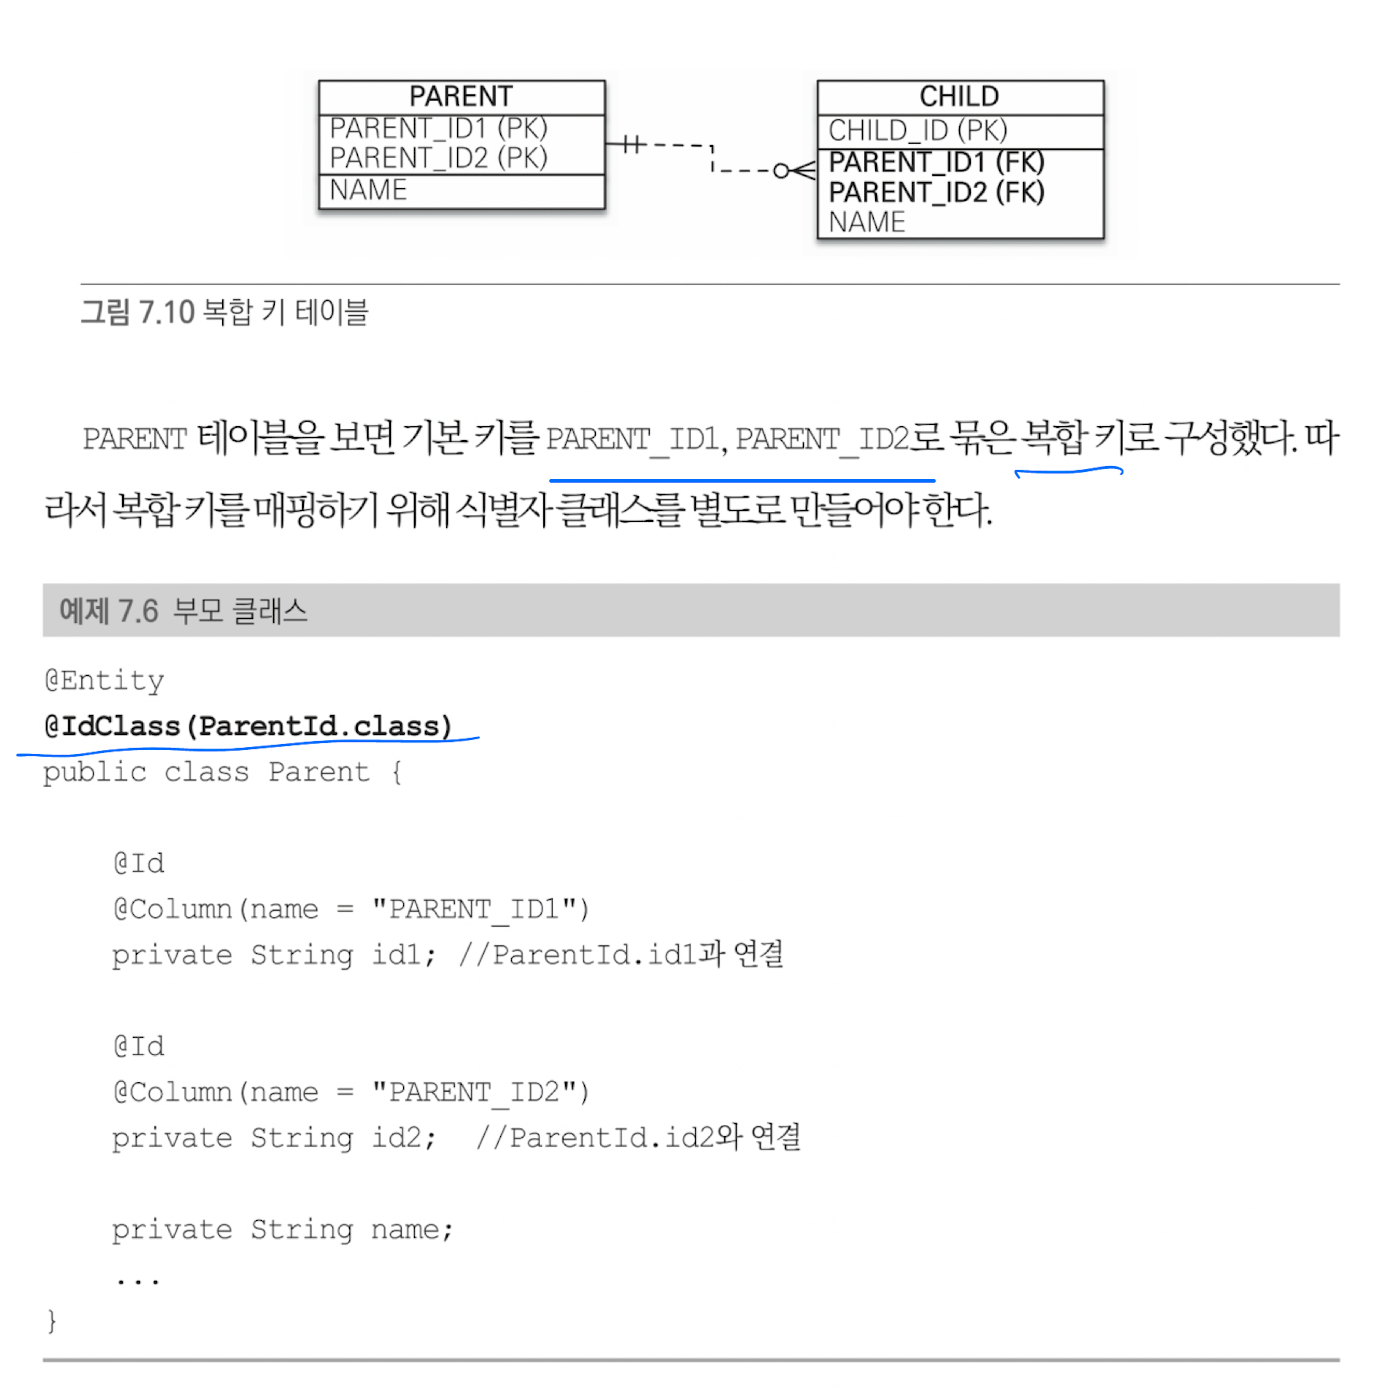 PARENT
PARENT_ID1 (PK)
PARENT_ID2 (PK)
NAME
CHILD
CHILD_ID (PK)
PARENT_ID1 (FK)
PARENT_ID2 (FK)
NAME
그림 7.10 복합 키 테이블
PARENT 테이블을 보면 기본 키를 PARENT_ID1, PARENT_ID2로 묶은 복합 키로 구성했다. 따
라서 복합 키를 매핑하기 위해 식별자 클래스를 별도로 만들어야 한다.
예제 7.6 부모 클래스
@Entity
@IdClass(ParentId.class)
public class Parent {
@Id
@Column(name = "PARENT_ID1")
private String id1; //ParentId.id1과 연결
@Id
@Column(name = "PARENT_ID2")
private String id2; //ParentId.id2와 연결
private String name;
...
}